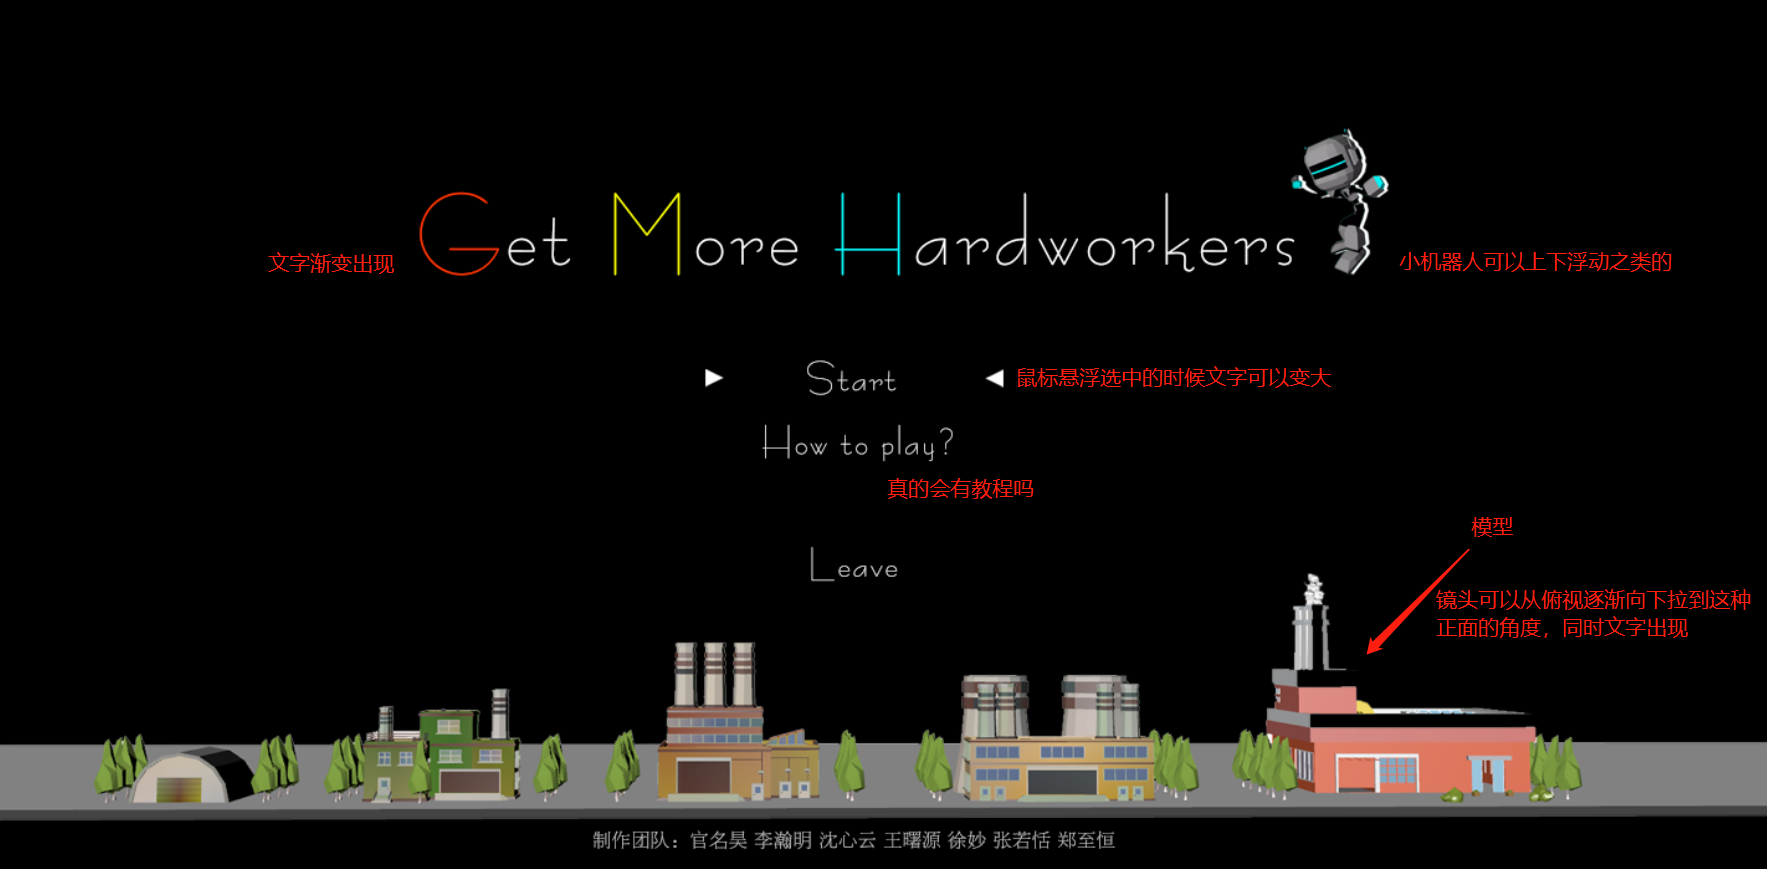 Get More Hardworkers
文字渐变出现
小机器人可以上下浮动之类的
Start
鼠标悬浮选中的时候文字可以变大
How to play?
真的会有教程吗
模型
Leave
镜头可以从俯视逐渐向下拉到这种
正面的角度，同时文字出现
制作团队：官名昊 李瀚明 沈心云 王曙源 徐妙 张若恬 郑至恒